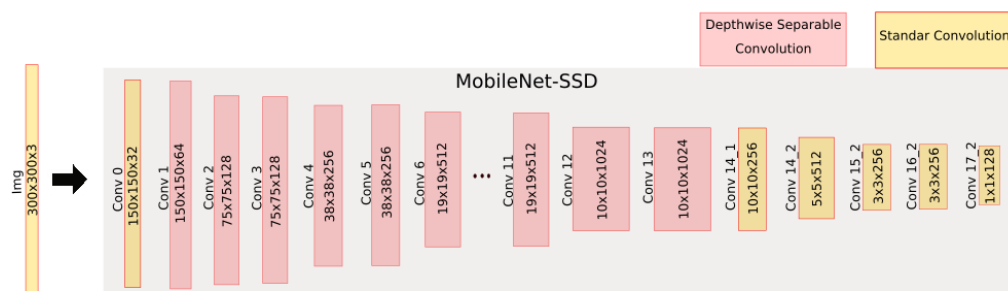 Depthwise Separable
Convolution
Standar Convolution
MobileNet-SSD
Img
300x300x3
Conv 0
150x150x32
Conv 1
150x150x64
Conv 2
75x75x128
Conv 3
75x75x128
Conv 4
38x38x256
Conv 5
38x38x256
Conv 6
19x19x512
...
Conv 11
19x19x512
Conv 12
10x10x1024
Conv 13
10x10x1024
Conv 14_1
10x10x256
Conv 14_2
5x5x512
Conv 15_2
3x3x256
Conv 16_2
3x3x256
Conv 17_2
1x1x128